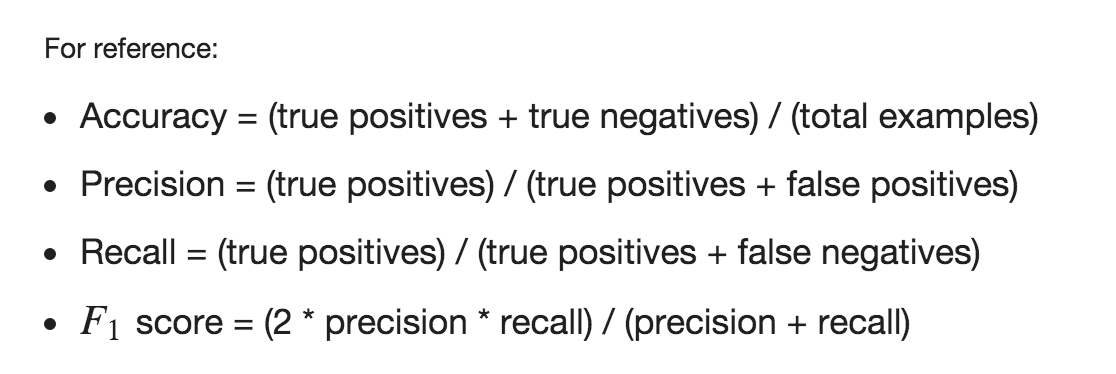 For reference:
• Accuracy = (true positives + true negatives) / (total examples)
• Precision = (true positives) / (true positives + false positives)
• Recall = (true positives) / (true positives + false negatives)
• F₁ score = (2 * precision * recall) / (precision + recall)